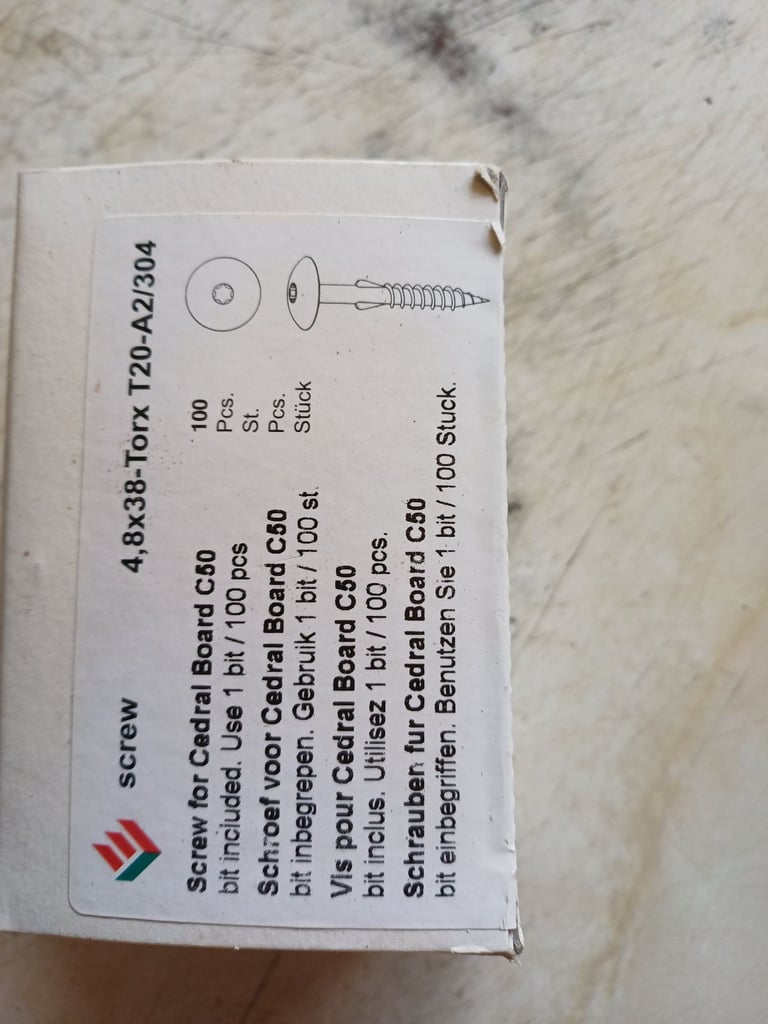 screw 4,8x38-Torx T20-A2/304
Screw for Cedral Board C50
bit included. Use 1 bit / 100 pcs
Schroef voor Cedral Board C50
bit inbegrepen. Gebruik 1 bit / 100 st.
Vis pour Cedral Board C50
bit inclus. Utilisez 1 bit / 100 pcs.
Schrauben fur Cedral Board C50
bit einbegriffen. Benutzen Sie 1 bit / 100 Stuck.
100
Pcs.
St.
Pcs.
Stück